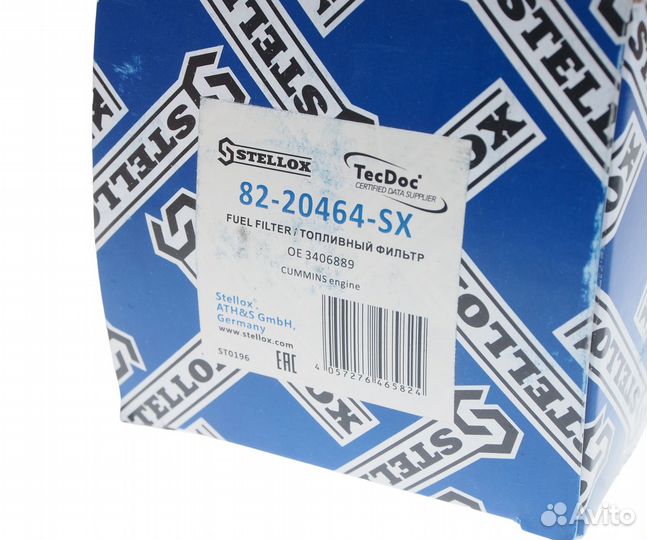 STELLOX
TecDoc®
CERTIFIED DATA SUPPLIER
82-20464-SX
FUEL FILTER / ТОПЛИВНЫЙ ФИЛЬТР
OE 3406889
CUMMINS engine
Stellox.
ATH&S GmbH,
Germany
www.stellox.com
ST0196
EAC
4 057276 465824
STELLOX
STELLOX
STELLOX
STELLOX
STELLOX
Avito